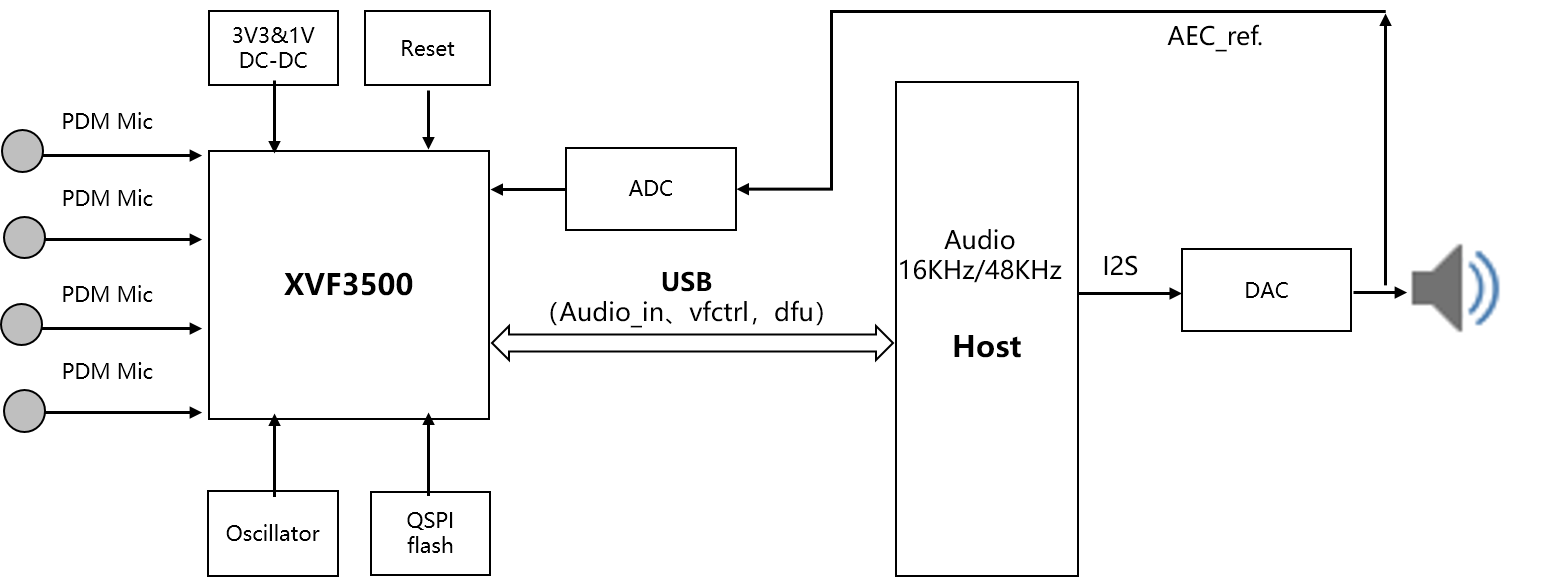 3V3&1V
DC-DC
Reset
AEC_ref.
PDM Mic
PDM Mic
PDM Mic
PDM Mic
XVF3500
ADC
USB
（Audio_in、vfctrl，dfu）
Audio
16KHz/48KHz
Host
I2S
DAC
Oscillator
QSPI
flash